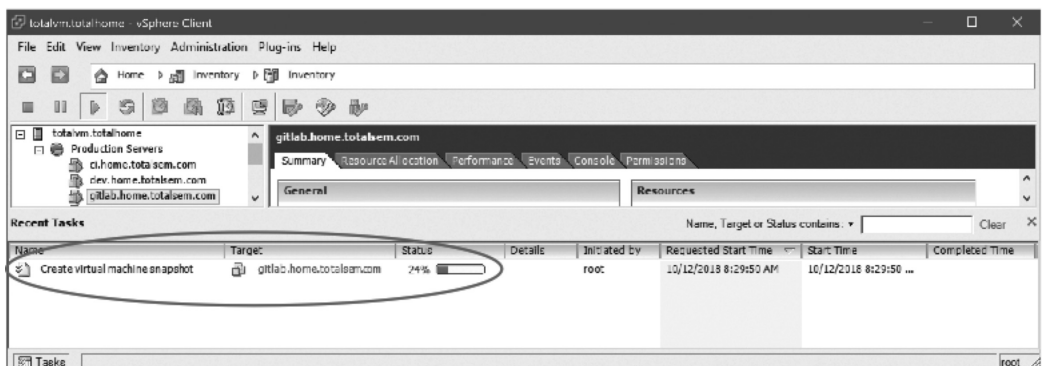 totalvm.totalhome - vSphere Client
File Edit View Inventory Administration Plug-ins Help
Home Inventory Inventory
totalvm.totalhome
Production Servers
ci.home.totalsem.com
dev.home.totalsem.com
gitlab.home.totalsem.com
gitlab.home.totalsem.com
Summary Resource Allocation Performance Events Console Permissions
General Resources
Recent Tasks Name, Target or Status contains: Clear
Name Target Status Details Initiated by Requested Start Time Start Time Completed Time
Create virtual machine snapshot gitlab.home.totalsem.com 24% root 10/12/2018 8:29:50 AM 10/12/2018 8:29:50 ...
Tasks root